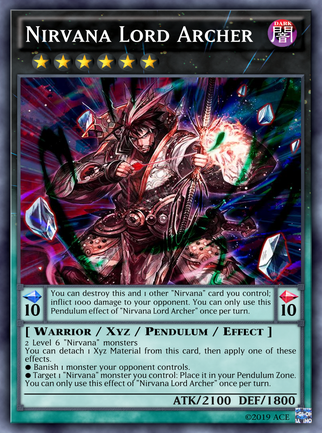 Nirvana Lord Archer
DARK
闇
You can destroy this and 1 other "Nirvana" card you control;
inflict 1000 damage to your opponent. You can only use this
Pendulum effect of "Nirvana Lord Archer" once per turn.
10
10
[ Warrior / Xyz / Pendulum / Effect ]
2 Level 6 "Nirvana" monsters
You can detach 1 Xyz Material from this card, then apply one of these
effects.
● Banish 1 monster your opponent controls.
● Target 1 "Nirvana" monster you control: Place it in your Pendulum Zone.
You can only use this effect of "Nirvana Lord Archer" once per turn.
ATK/2100 DEF/1800
©2019 ACE